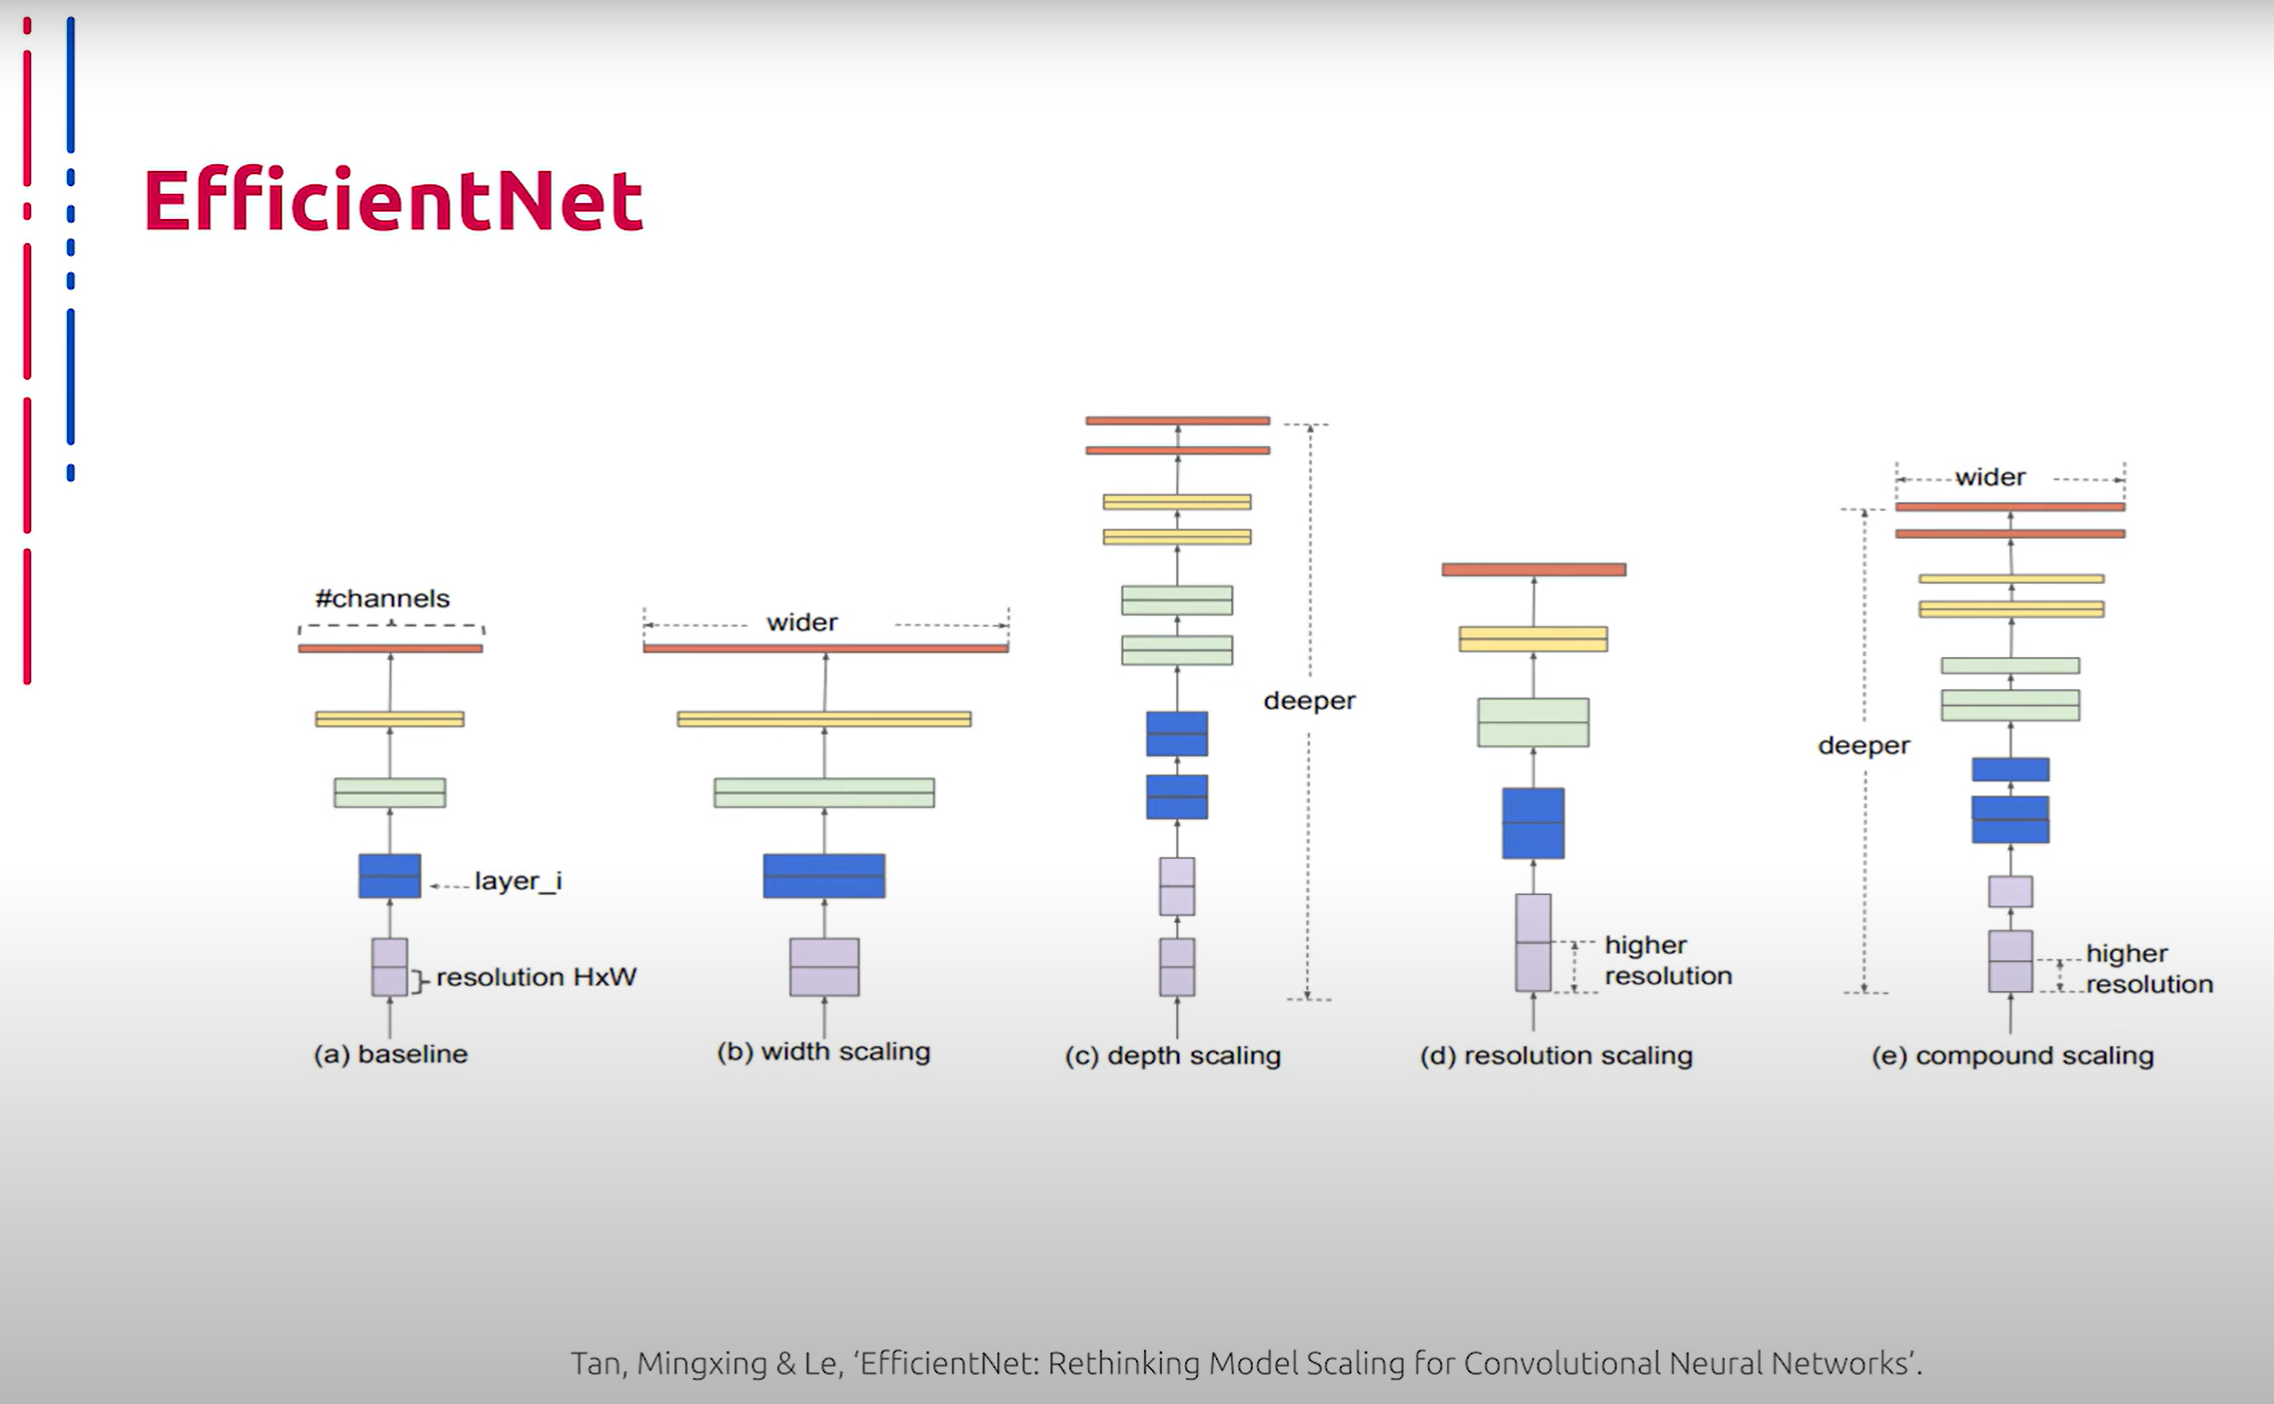 EfficientNet
#channels
layer_i
resolution HxW
(a) baseline
wider
(b) width scaling
deeper
(c) depth scaling
higher
resolution
(d) resolution scaling
wider
deeper
higher
resolution
(e) compound scaling
Tan, Mingxing & Le, ‘EfficientNet: Rethinking Model Scaling for Convolutional Neural Networks’.